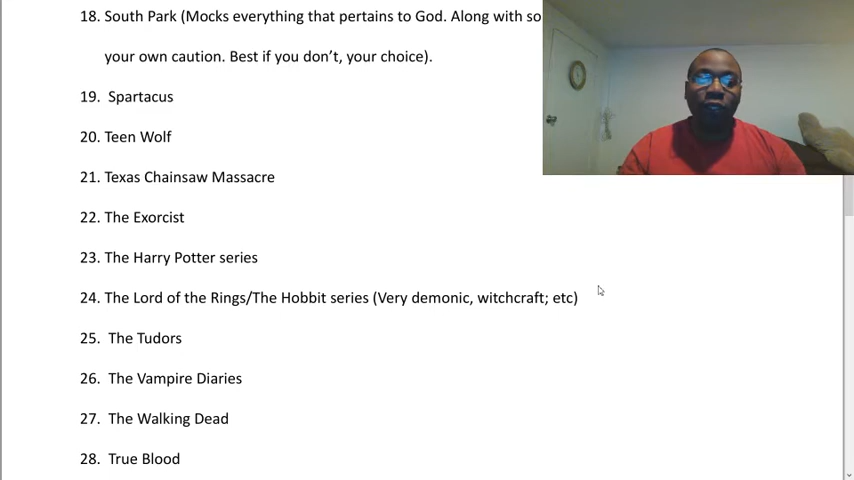 18. South Park (Mocks everything that pertains to God. Along with so
your own caution. Best if you don’t, your choice).
19. Spartacus
20. Teen Wolf
21. Texas Chainsaw Massacre
22. The Exorcist
23. The Harry Potter series
24. The Lord of the Rings/The Hobbit series (Very demonic, witchcraft; etc)
25. The Tudors
26. The Vampire Diaries
27. The Walking Dead
28. True Blood